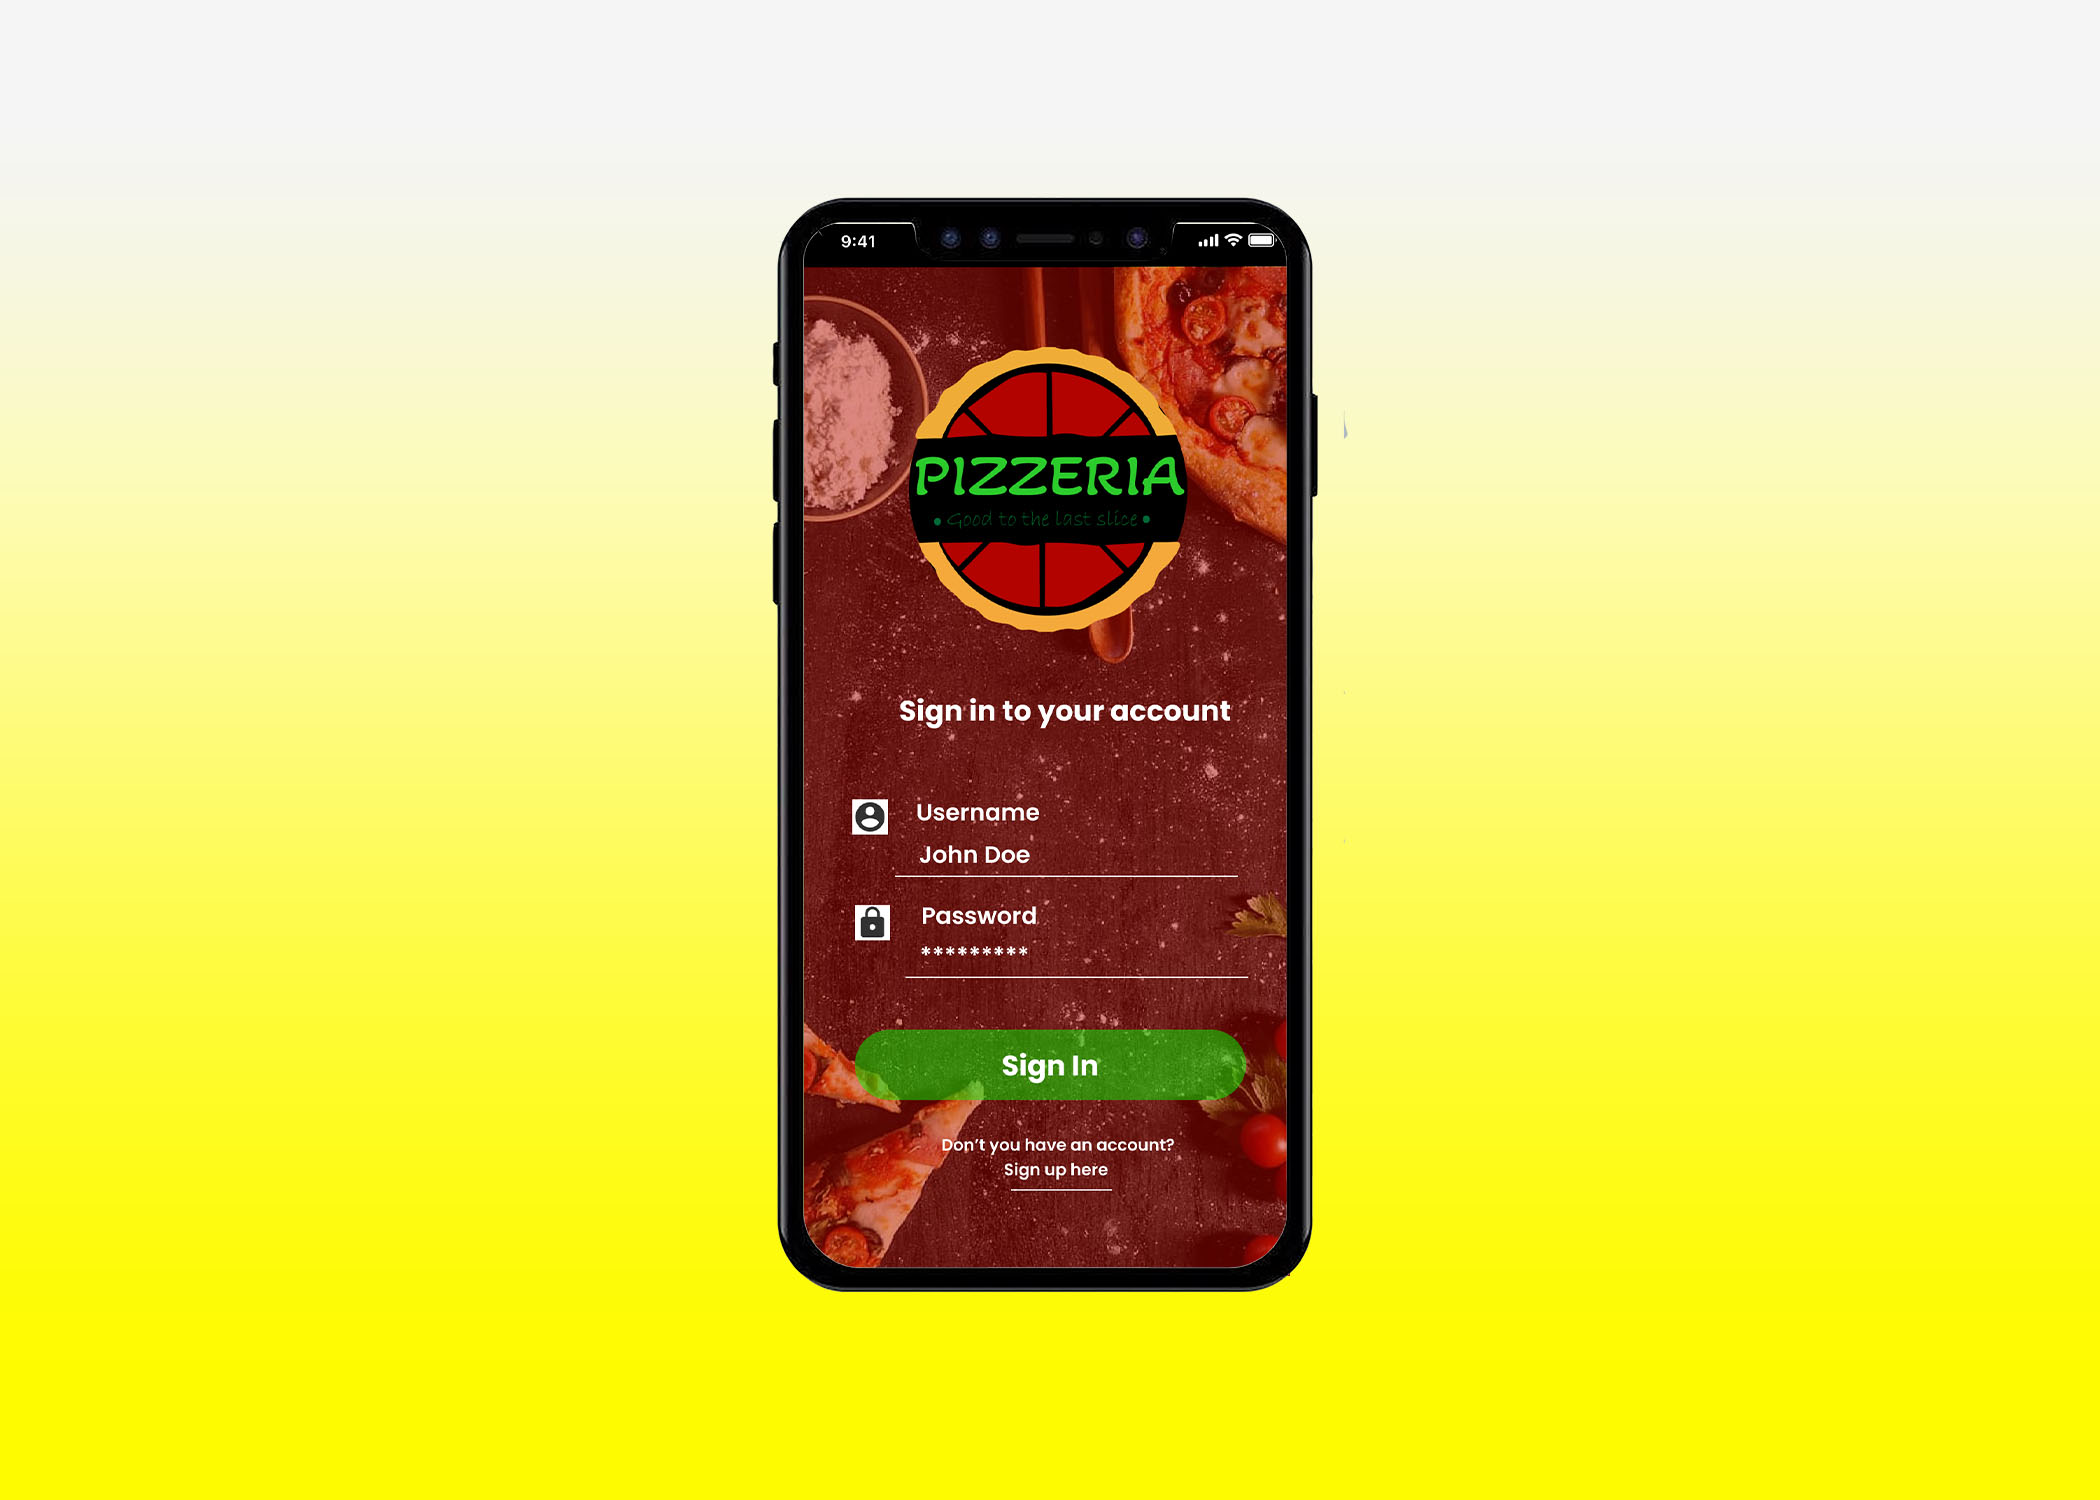 9:41
PIZZERIA
• Good to the last slice •
Sign in to your account
Username
John Doe
Password
*********
Sign In
Don't you have an account?
Sign up here